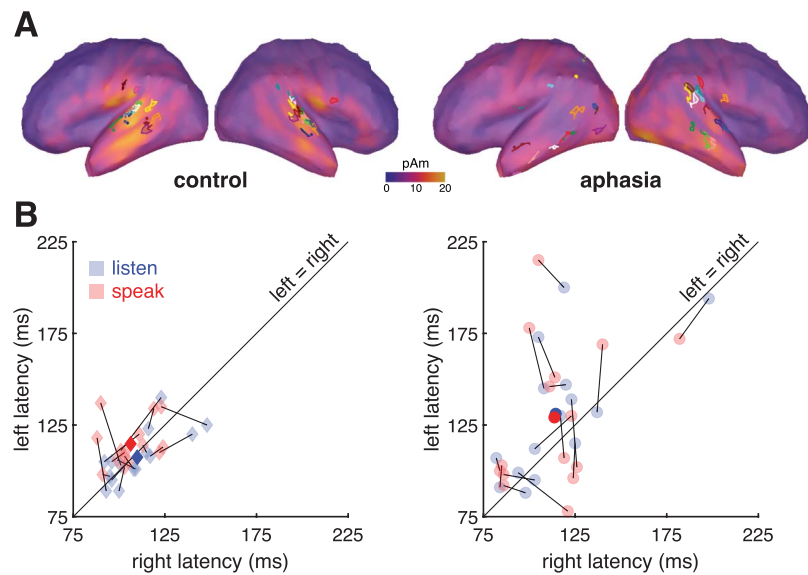 A
control
pAm
0 10 20
aphasia
B
225
175
125
75
75 125 175 225
left latency (ms)
right latency (ms)
listen
speak
left = right
225
175
125
75
75 125 175 225
left latency (ms)
right latency (ms)
left = right